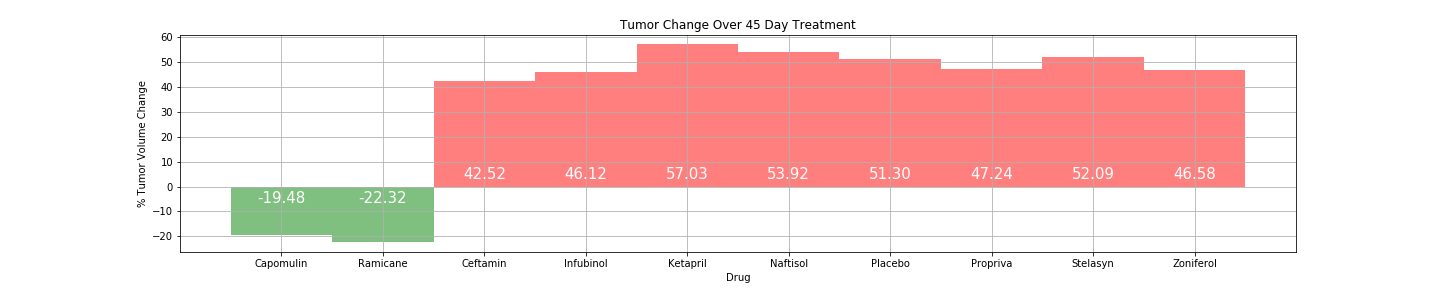 Tumor Change Over 45 Day Treatment
% Tumor Volume Change
60
50
40
30
20
10
0
−10
−20
-19.48 -22.32 42.52 46.12 57.03 53.92 51.30 47.24 52.09 46.58
Capomulin Ramicane Ceftamin Infubinol Ketapril Naftisol Placebo Propriva Stelasyn Zoniferol
Drug